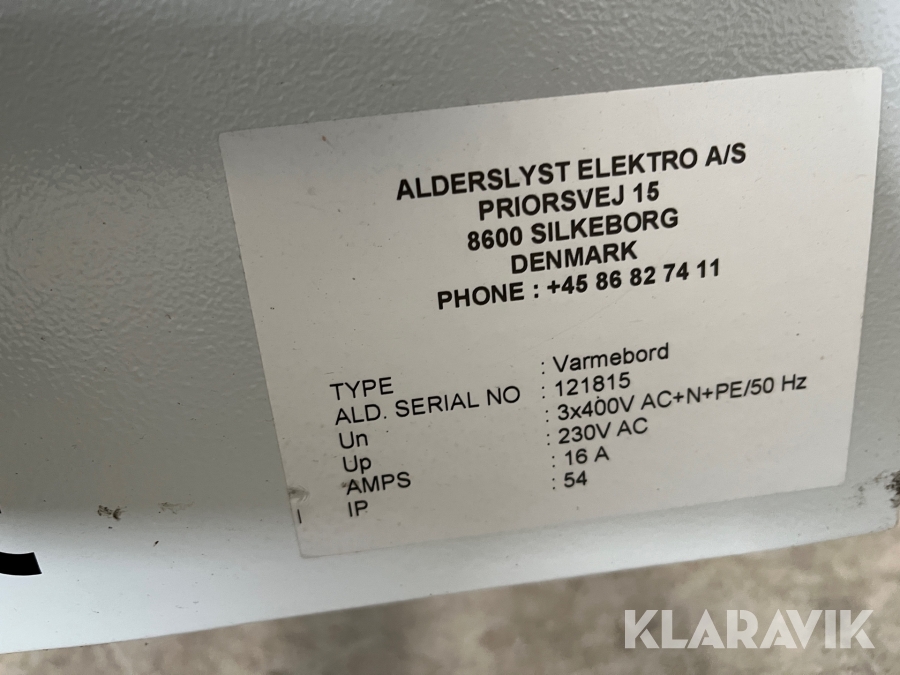 ALDERSLYST ELEKTRO A/S
PRIORSVEJ 15
8600 SILKEBORG
DENMARK
PHONE : +45 86 82 74 11
TYPE : Varmebord
ALD. SERIAL NO : 121815
Un : 3x400V AC+N+PE/50 Hz
Up : 230V AC
AMPS : 16 A
IP : 54
KLARAVIK